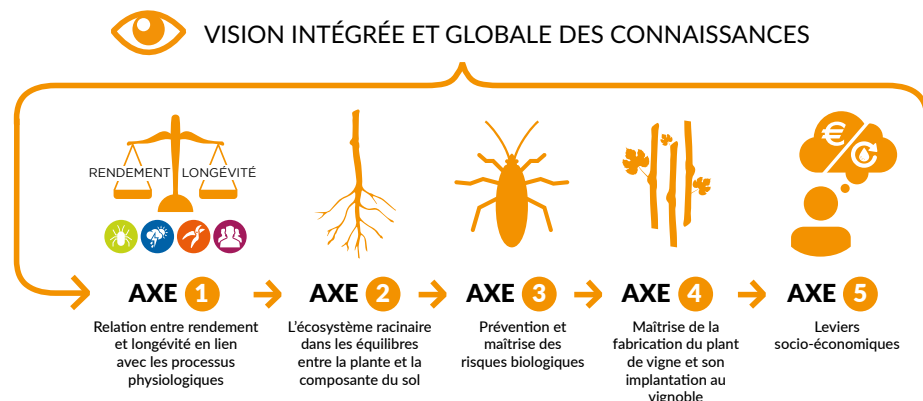 VISION INTÉGRÉE ET GLOBALE DES CONNAISSANCES
RENDEMENT LONGÉVITÉ
€
AXE 1
Relation entre rendement
et longévité en lien
avec les processus
physiologiques
AXE 2
L'écosystème racinaire
dans les équilibres
entre la plante et la
composante du sol
AXE 3
Prévention et
maîtrise des
risques biologiques
AXE 4
Maîtrise de la
fabrication du plant
de vigne et son
implantation au
vignoble
AXE 5
Leviers
socio-économiques